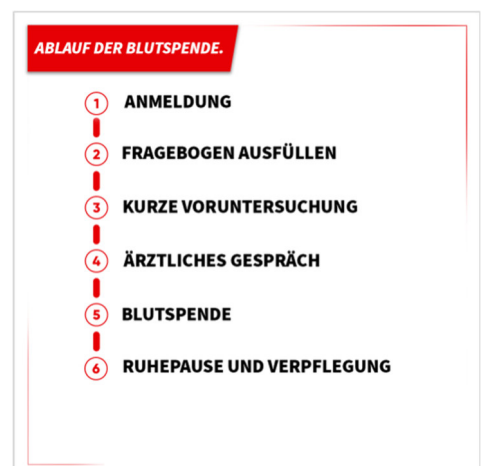 ABLAUF DER BLUTSPENDE.
1 ANMELDUNG
2 FRAGEBOGEN AUSFÜLLEN
3 KURZE VORUNTERSUCHUNG
4 ÄRZTLICHES GESPRÄCH
5 BLUTSPENDE
6 RUHEPAUSE UND VERPFLEGUNG